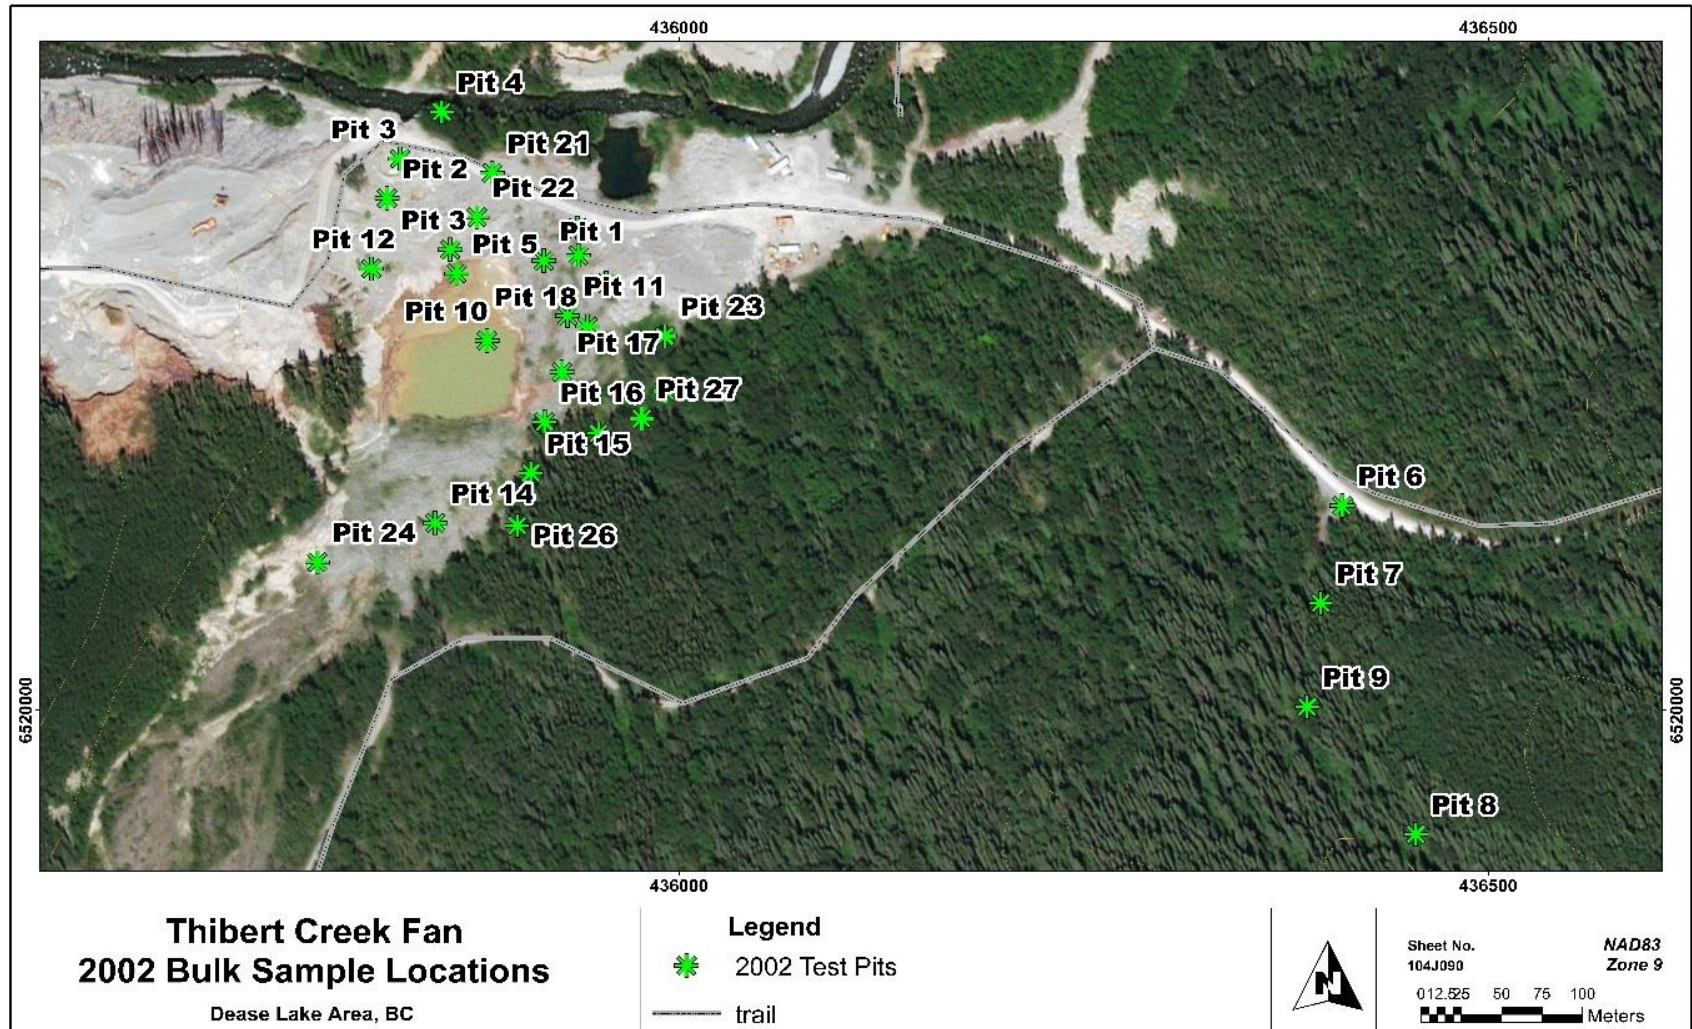 436000 436500
Pit 4
Pit 3
Pit 21
Pit 2
Pit 22
Pit 3
Pit 12
Pit 5
Pit 1
Pit 11
Pit 18
Pit 10
Pit 23
Pit 17
Pit 16
Pit 27
Pit 15
Pit 14
Pit 24
Pit 26
Pit 6
Pit 7
Pit 9
Pit 8
6520000
6520000
436000 436500
Thibert Creek Fan
2002 Bulk Sample Locations
Dease Lake Area, BC
Legend
2002 Test Pits
trail
N
Sheet No.
104J090
NAD83
Zone 9
0 12.5 25 50 75 100
Meters